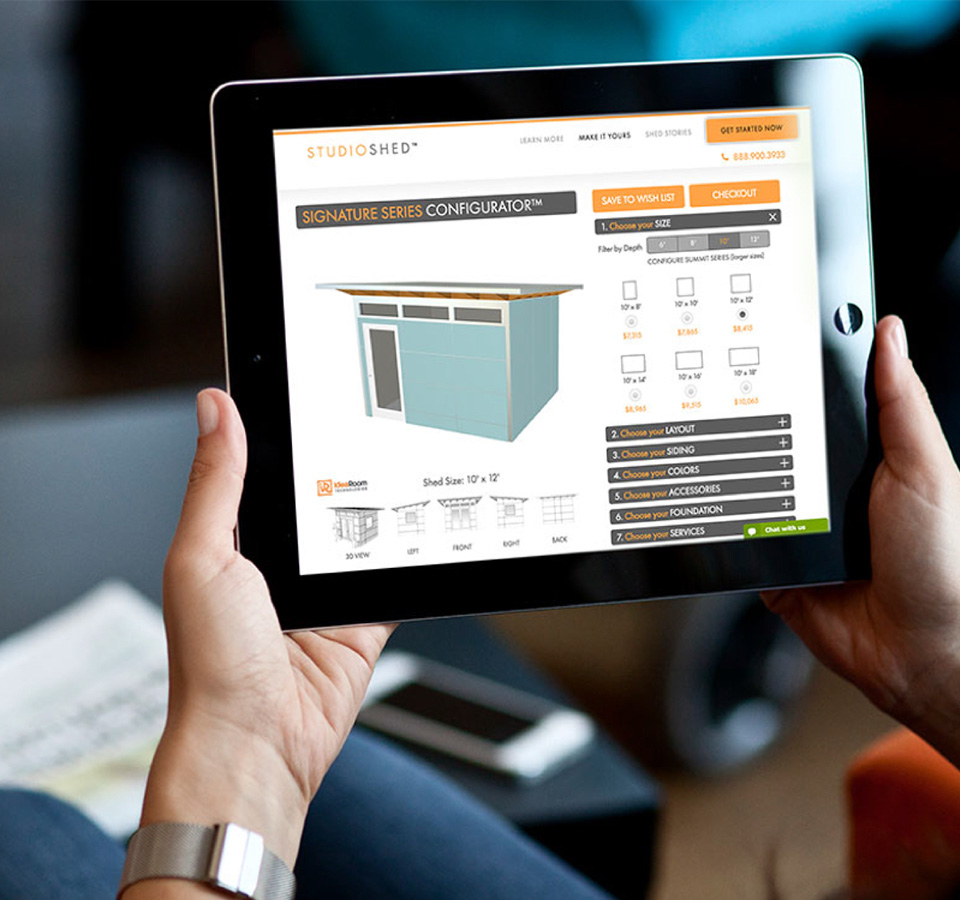 STUDIOSHED™
LEARN MORE
MAKE IT YOURS
SHED STORIES
GET STARTED NOW
888.900.3933
SIGNATURE SERIES CONFIGURATOR™
SAVE TO WISH LIST
CHECKOUT
1. Choose your SIZE
Filter by Depth 6' 8' 10' 12'
CONFIGURE SUMMIT SERIES (larger sizes)
10' x 8' 10' x 10' 10' x 12'
$7,315 $7,865 $8,415
10' x 14' 10' x 16' 10' x 18'
$8,965 $9,515 $10,065
2. Choose your LAYOUT
3. Choose your SIDING
4. Choose your COLORS
5. Choose your ACCESSORIES
6. Choose your FOUNDATION
7. Choose your SERVICES
Chat with us
IdeaRoom
TECHNOLOGIES
Shed Size: 10' x 12'
3D VIEW LEFT FRONT RIGHT BACK